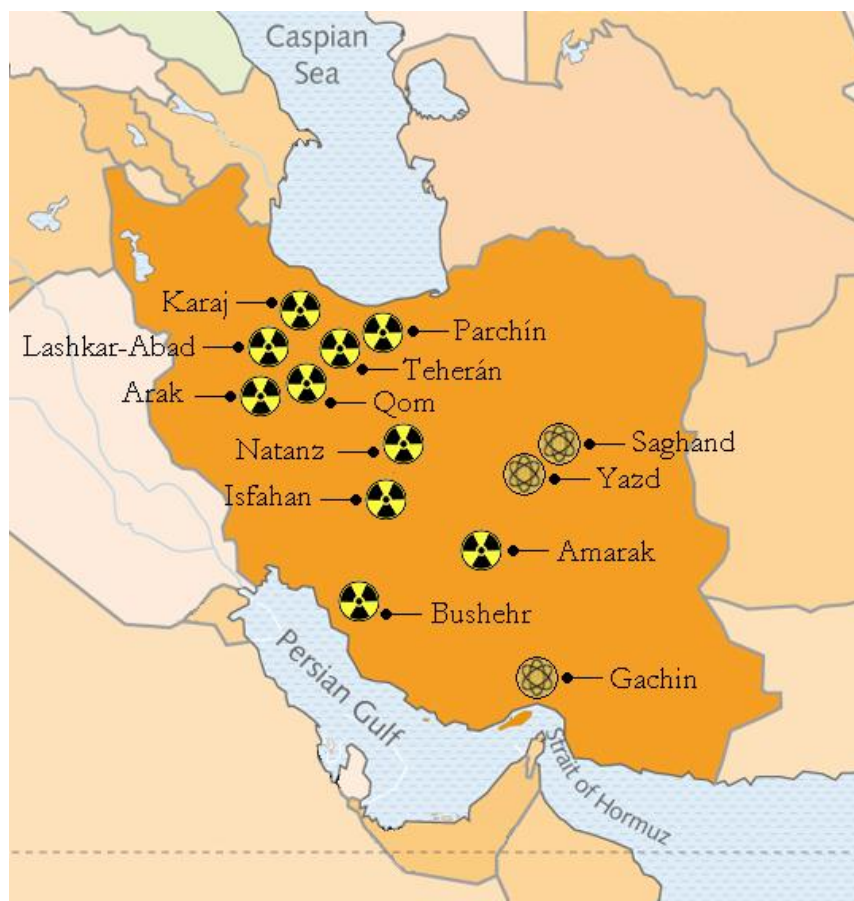 Caspian
Sea
Karaj
Parchín
Lashkar-Abad
Teherán
Arak
Qom
Natanz
Saghand
Yazd
Isfahan
Amarak
Bushehr
Gachin
Persian Gulf
Strait of Hormuz